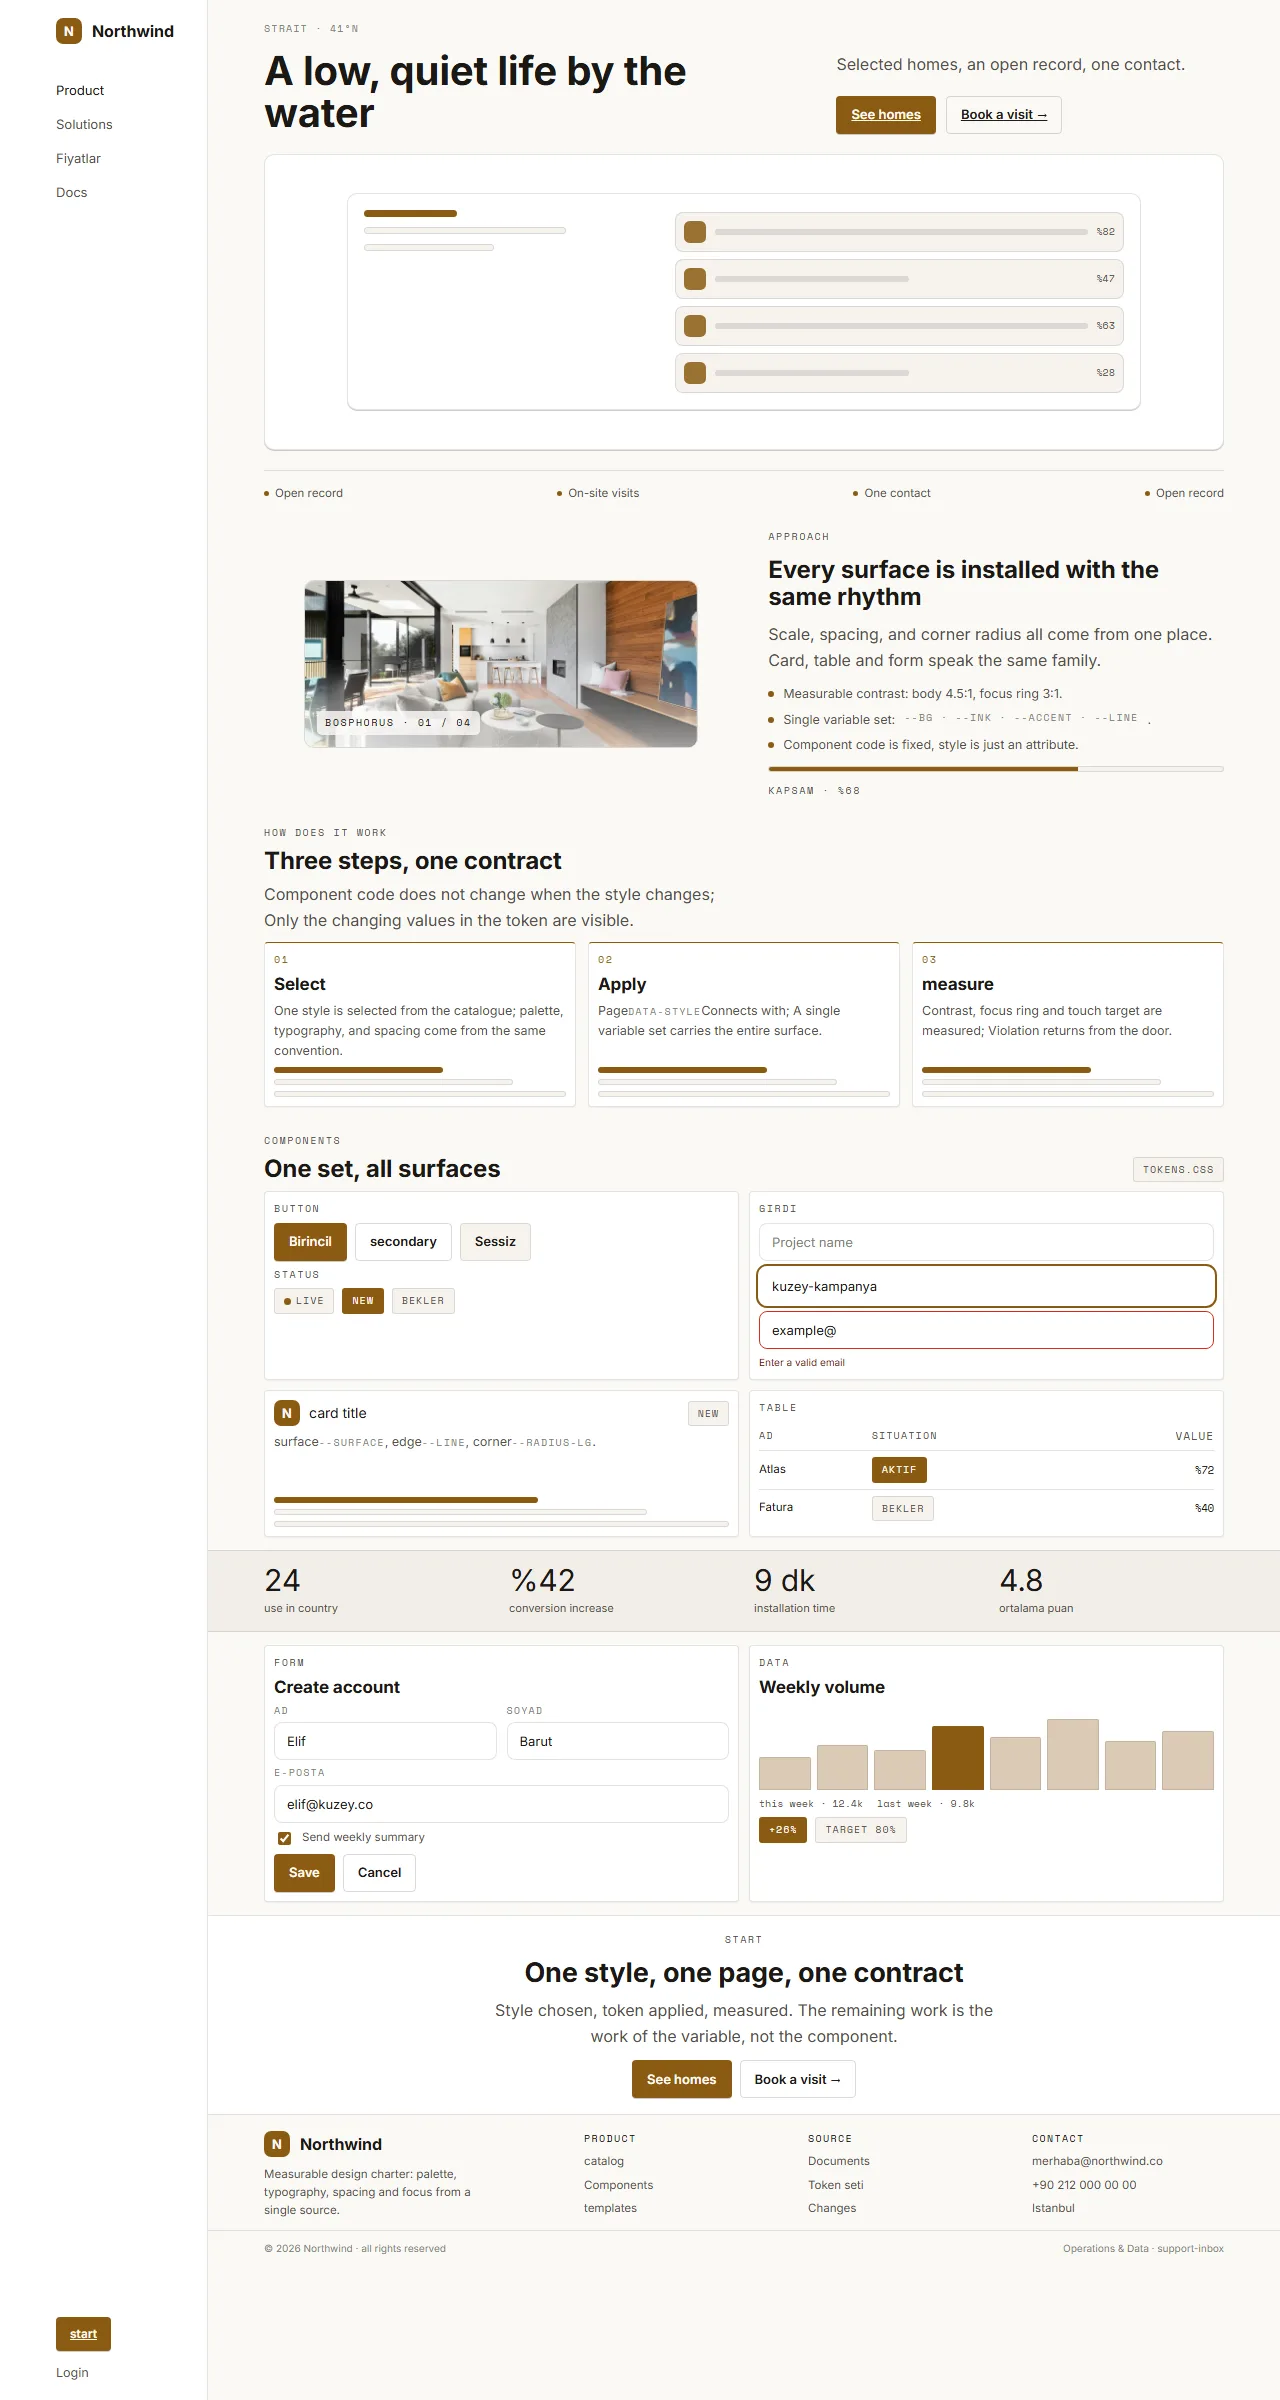 N Northwind
Product
Solutions
Fiyatlar
Docs
STRAIT · 41°N
A low, quiet life by the
water
Selected homes, an open record, one contact.
See homes
Book a visit →
%82
%47
%63
%28
Open record
On-site visits
One contact
Open record
BOSPHORUS · 01 / 04
APPROACH
Every surface is installed with the
same rhythm
Scale, spacing, and corner radius all come from one place.
Card, table and form speak the same family.
Measurable contrast: body 4.5:1, focus ring 3:1.
Single variable set: --BG · --INK · --ACCENT · --LINE .
Component code is fixed, style is just an attribute.
KAPSAM · %68
HOW DOES IT WORK
Three steps, one contract
Component code does not change when the style changes;
Only the changing values in the token are visible.
01
Select
One style is selected from the catalogue; palette,
typography, and spacing come from the same
convention.
02
Apply
PageDATA-STYLEConnects with; A single
variable set carries the entire surface.
03
measure
Contrast, focus ring and touch target are
measured; Violation returns from the door.
COMPONENTS
One set, all surfaces
TOKENS.CSS
BUTTON
Birincil
secondary
Sessiz
STATUS
LIVE
NEW
BEKLER
GIRDI
Project name
kuzey-kampanya
example@
Enter a valid email
N card title
NEW
surface--SURFACE, edge--LINE, corner--RADIUS-LG.
TABLE
AD SITUATION VALUE
Atlas AKTIF %72
Fatura BEKLER %40
24
use in country
%42
conversion increase
9 dk
installation time
4.8
ortalama puan
FORM
Create account
AD
SOYAD
Elif
Barut
E-POSTA
elif@kuzey.co
Send weekly summary
Save
Cancel
DATA
Weekly volume
this week · 12.4k last week · 9.8k
+26%
TARGET 80%
START
One style, one page, one contract
Style chosen, token applied, measured. The remaining work is the
work of the variable, not the component.
See homes
Book a visit →
N Northwind
Measurable design charter: palette,
typography, spacing and focus from a
single source.
PRODUCT
catalog
Components
templates
SOURCE
Documents
Token seti
Changes
CONTACT
merhaba@northwind.co
+90 212 000 00 00
Istanbul
© 2026 Northwind · all rights reserved
Operations & Data · support-inbox
start
Login